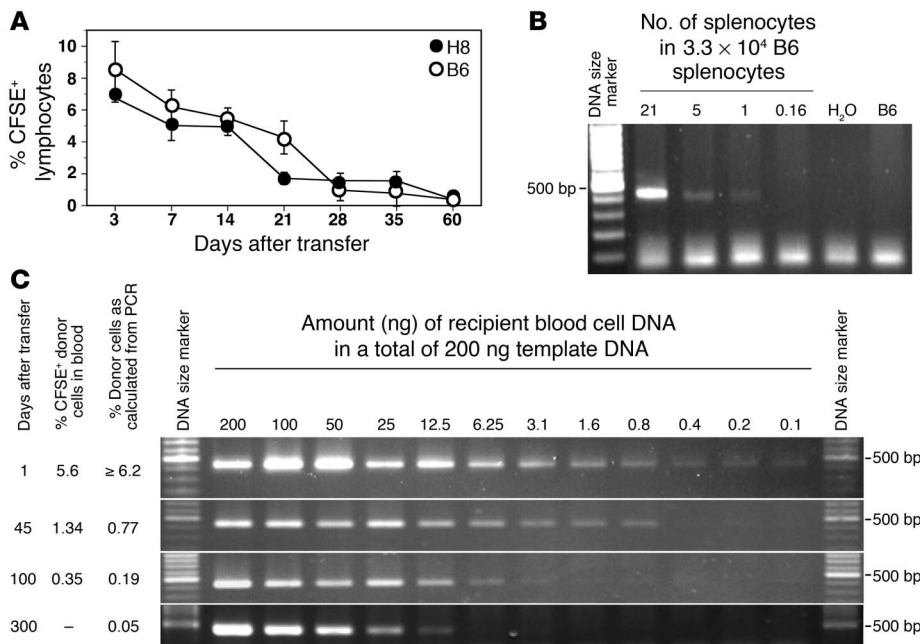 A
% CFSE+
lymphocytes
10
8
6
4
2
0
H8
B6
3 7 14 21 28 35 60
Days after transfer
B
No. of splenocytes
in 3.3 × 10⁴ B6
splenocytes
DNA size
marker
21 5 1 0.16 H₂O B6
500 bp
C
Days after transfer
% CFSE+ donor
cells in blood
% Donor cells as
calculated from PCR
DNA size marker
Amount (ng) of recipient blood cell DNA
in a total of 200 ng template DNA
DNA size marker
200 100 50 25 12.5 6.25 3.1 1.6 0.8 0.4 0.2 0.1
1 5.6 ≥ 6.2 -500 bp
45 1.34 0.77 -500 bp
100 0.35 0.19 -500 bp
300 – 0.05 -500 bp